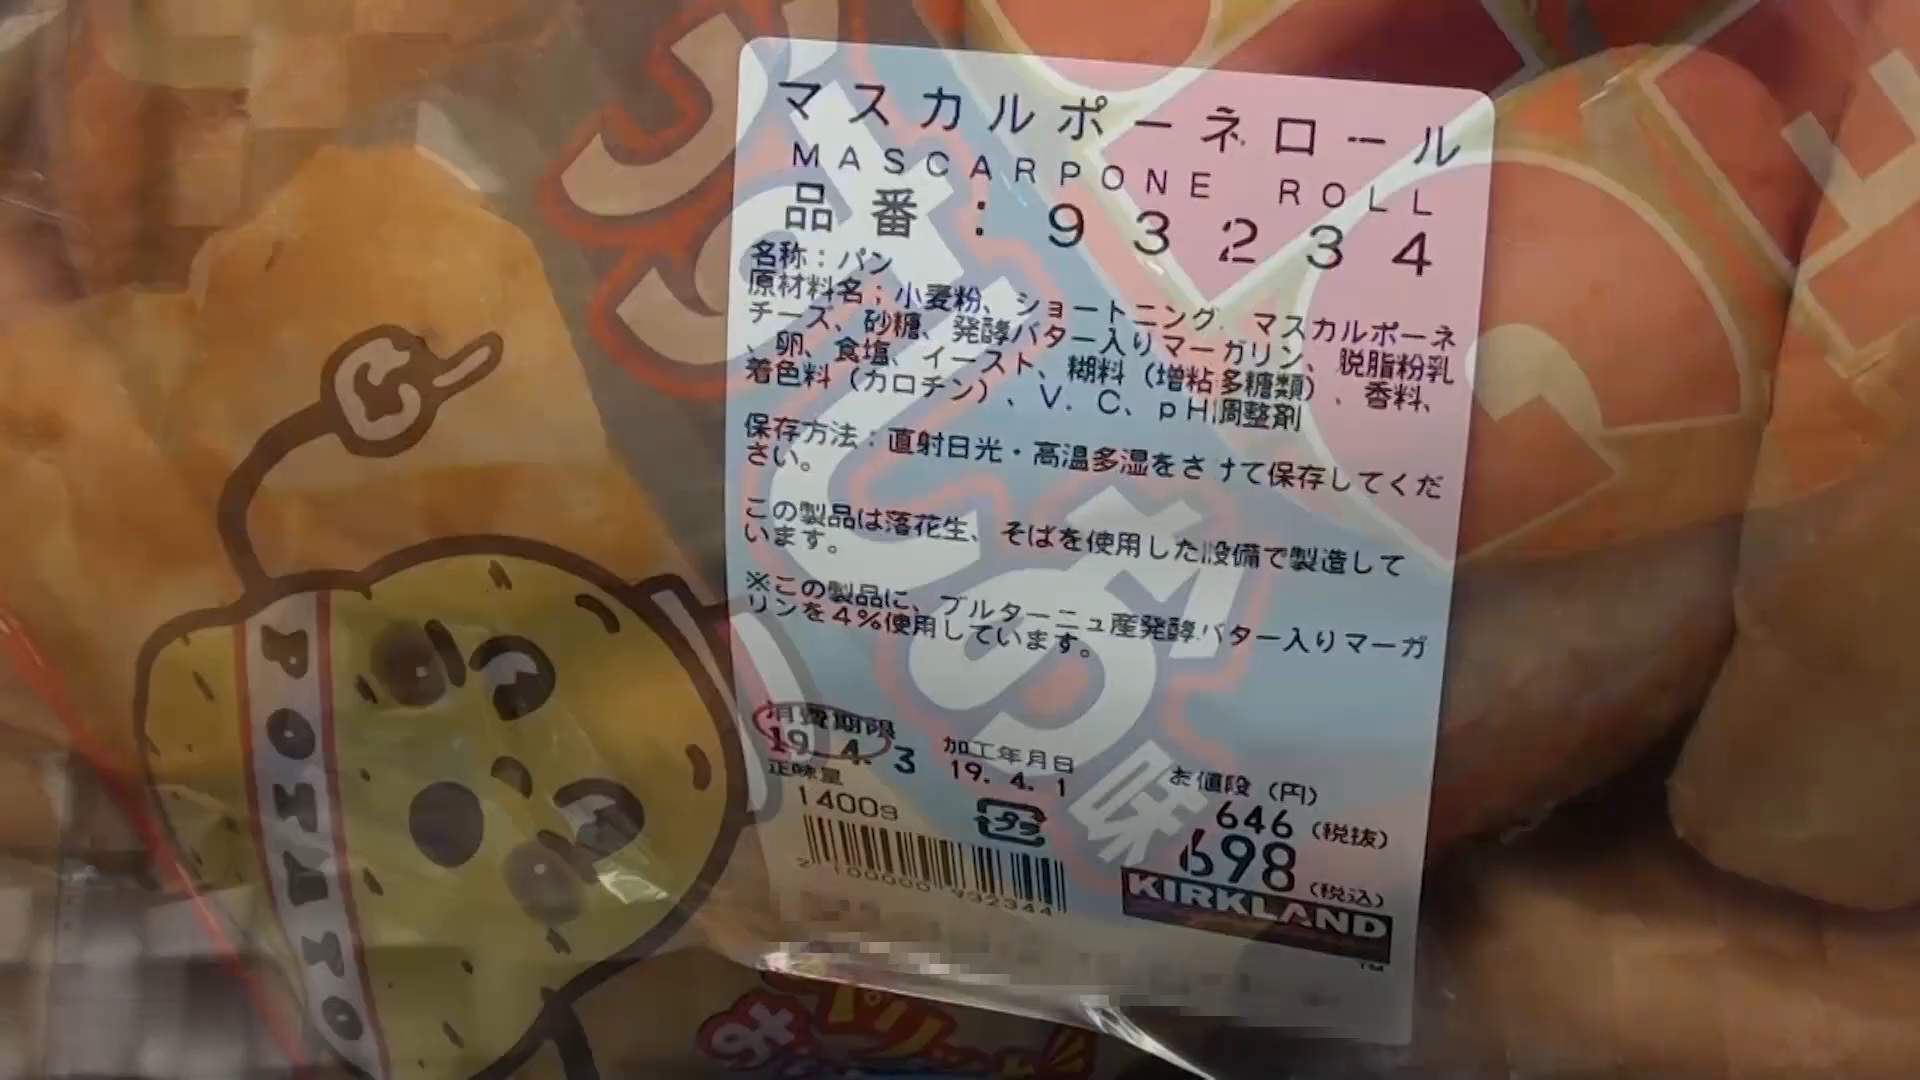 マスカルポーネロール
MASCARPONE ROLL
品番:93234
名称:パン
原材料名:小麦粉、ショートニング、マスカルポーネ
チーズ、砂糖、発酵バター入りマーガリン、脱脂粉乳
、卵、食塩、イースト、糊料(増粘多糖類)、香料、
着色料(カロチン)、V.C、pH調整剤
保存方法:直射日光・高温多湿をさけて保存してくだ
さい。
この製品は落花生、そばを使用した設備で製造して
います。
※この製品に、ブルターニュ産発酵バター入りマーガ
リンを4%使用しています。
消費期限
19.4.3
加工年月日
19.4.1
正味量
1400g
お値段(円)
646(税抜)
698(税込)
2 100000 932344
KIRKLAND
POTATO
味
C